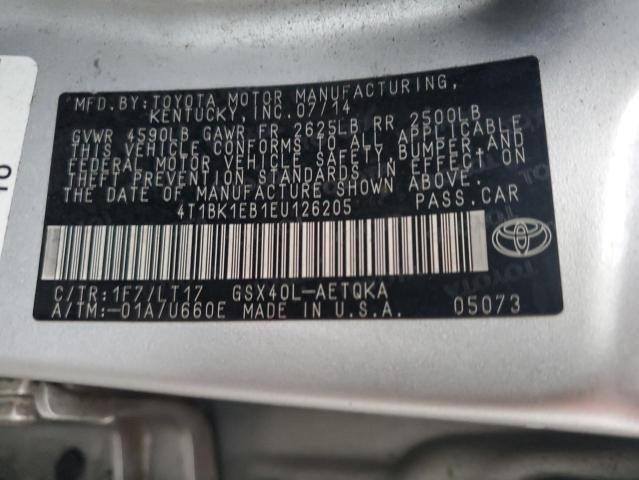 MFD. BY: TOYOTA MOTOR MANUFACTURING,
KENTUCKY, INC. 07/14
GVWR 4590LB GAWR FR 2625LB RR 2500LB
THIS VEHICLE CONFORMS TO ALL APPLICABLE
FEDERAL MOTOR VEHICLE SAFETY, BUMPER, AND
THEFT PREVENTION STANDARDS IN EFFECT ON
THE DATE OF MANUFACTURE SHOWN ABOVE.
4T1BK1EB1EU126205 PASS.CAR
C/TR:1F7/LT17 GSX40L-AETQKA
A/TM:-01A/U660E MADE IN U.S.A. 05073